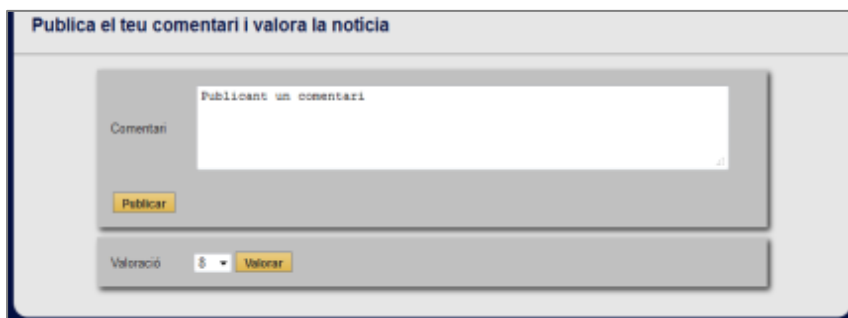 Publica el teu comentari i valora la notícia
Publicant un comentari
Comentari
Publicar
Valoració 8 Valorar